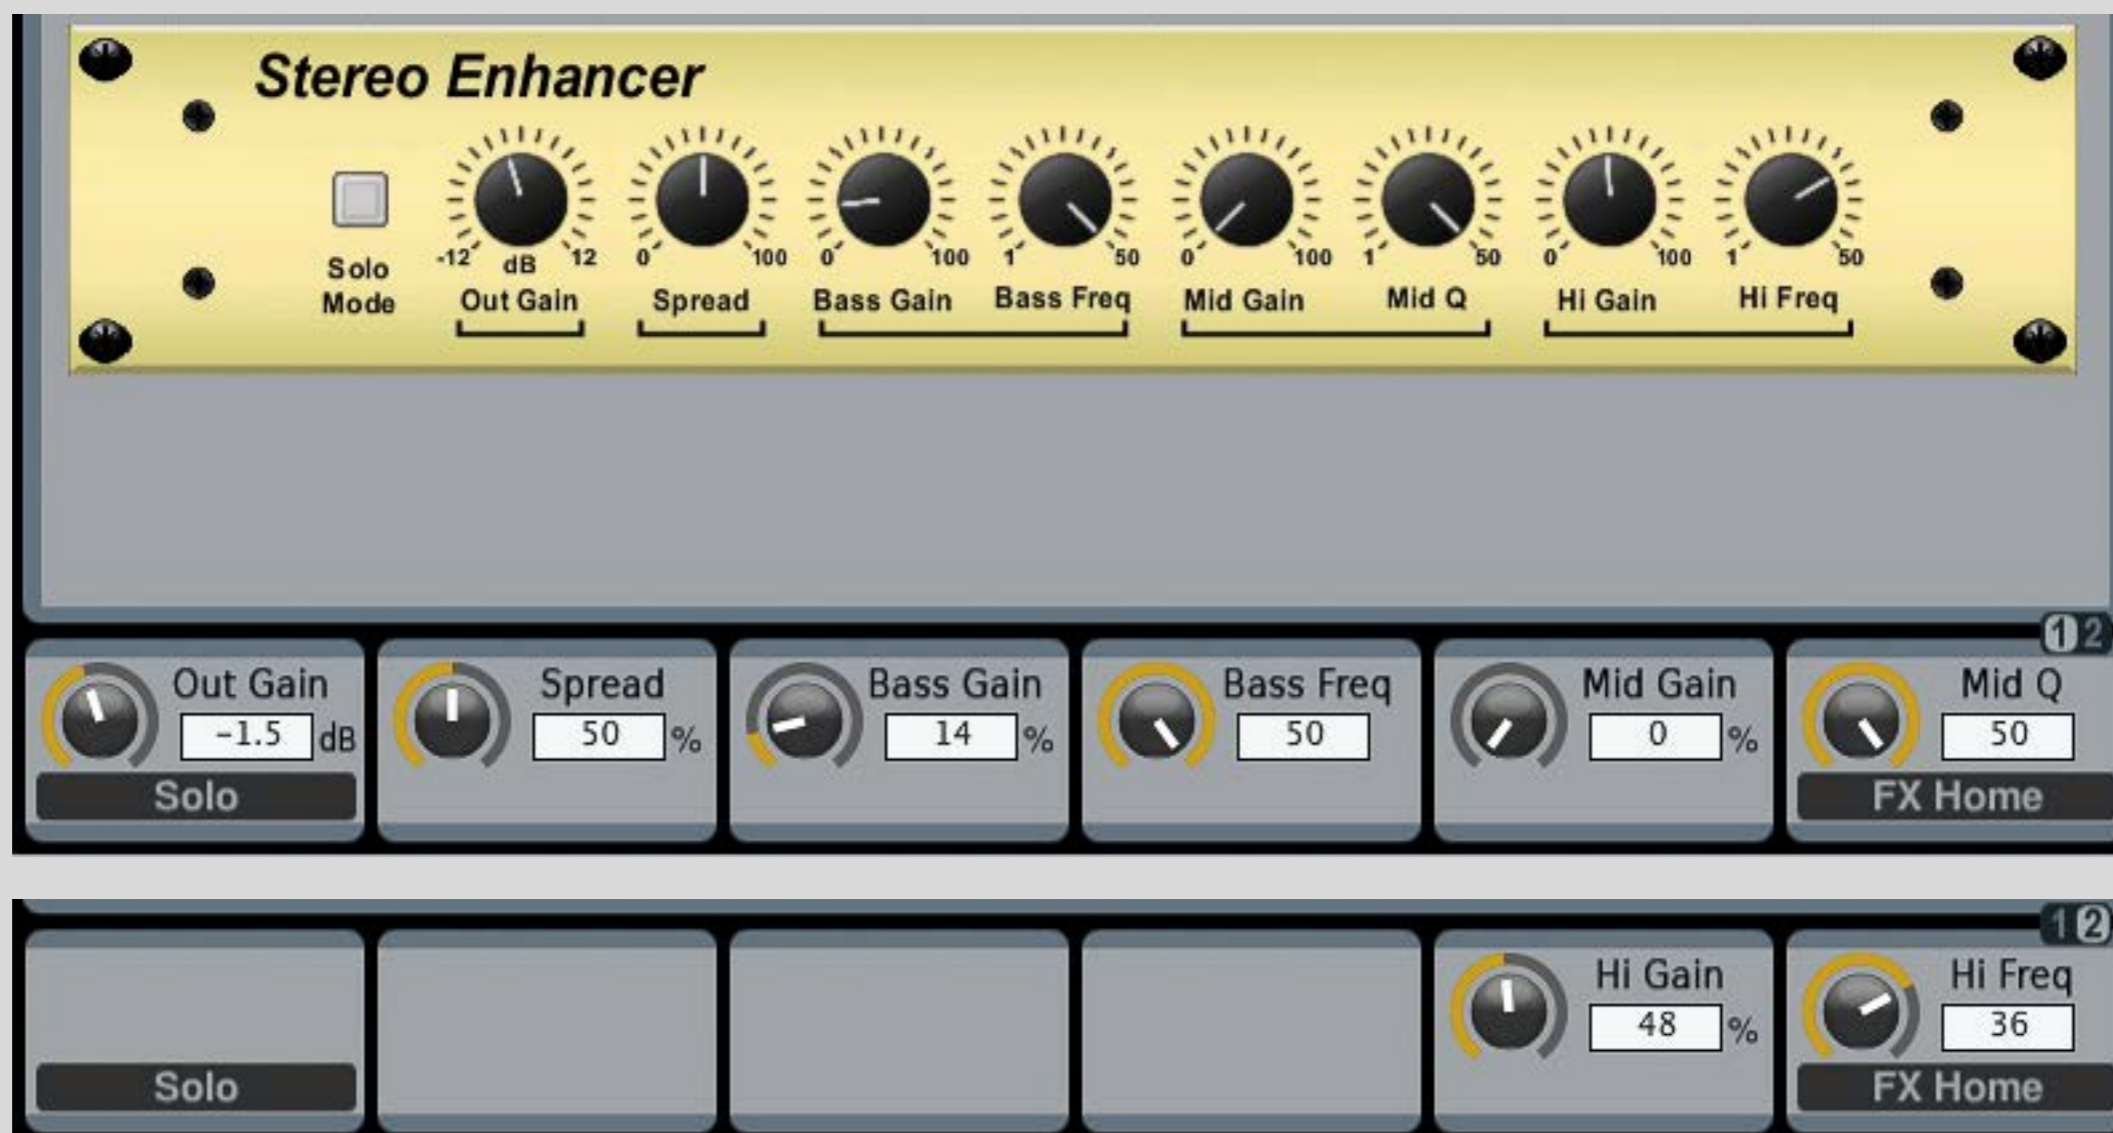 Stereo Enhancer
-12 dB 12 0 100 0 100 1 50 0 100 1 50 0 100 1 50
Solo
Mode
Out Gain Spread Bass Gain Bass Freq Mid Gain Mid Q Hi Gain Hi Freq
1 2
Out Gain
-1.5 dB
Solo
Spread
50 %
Bass Gain
14 %
Bass Freq
50
Mid Gain
0 %
Mid Q
50
FX Home
1 2
Solo
Hi Gain
48 %
Hi Freq
36
FX Home